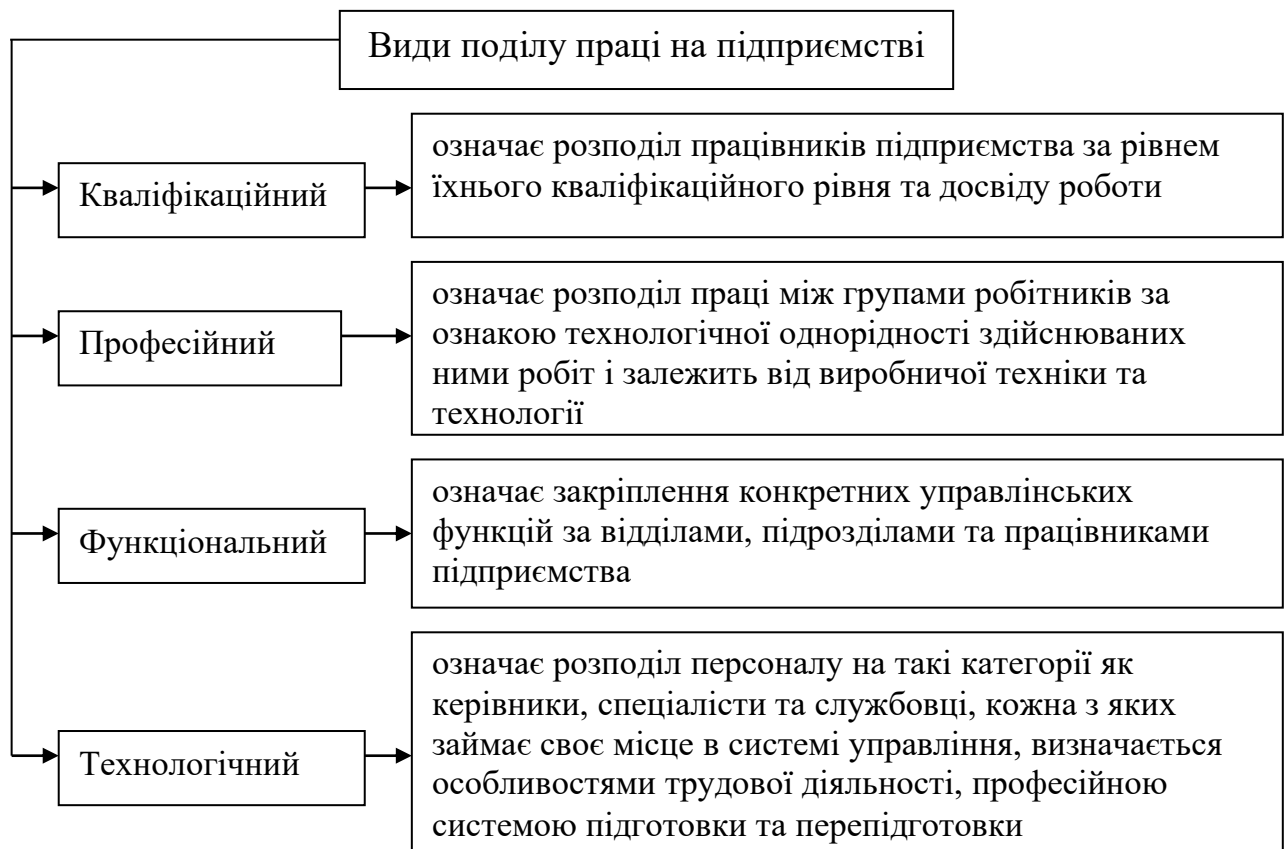 Види поділу праці на підприємстві
Кваліфікаційний
означає розподіл працівників підприємства за рівнем
їхнього кваліфікаційного рівня та досвіду роботи
Професійний
означає розподіл праці між групами робітників за
ознакою технологічної однорідності здійснюваних
ними робіт і залежить від виробничої техніки та
технології
Функціональний
означає закріплення конкретних управлінських
функцій за відділами, підрозділами та працівниками
підприємства
Технологічний
означає розподіл персоналу на такі категорії як
керівники, спеціалісти та службовці, кожна з яких
займає своє місце в системі управління, визначається
особливостями трудової діяльності, професійною
системою підготовки та перепідготовки